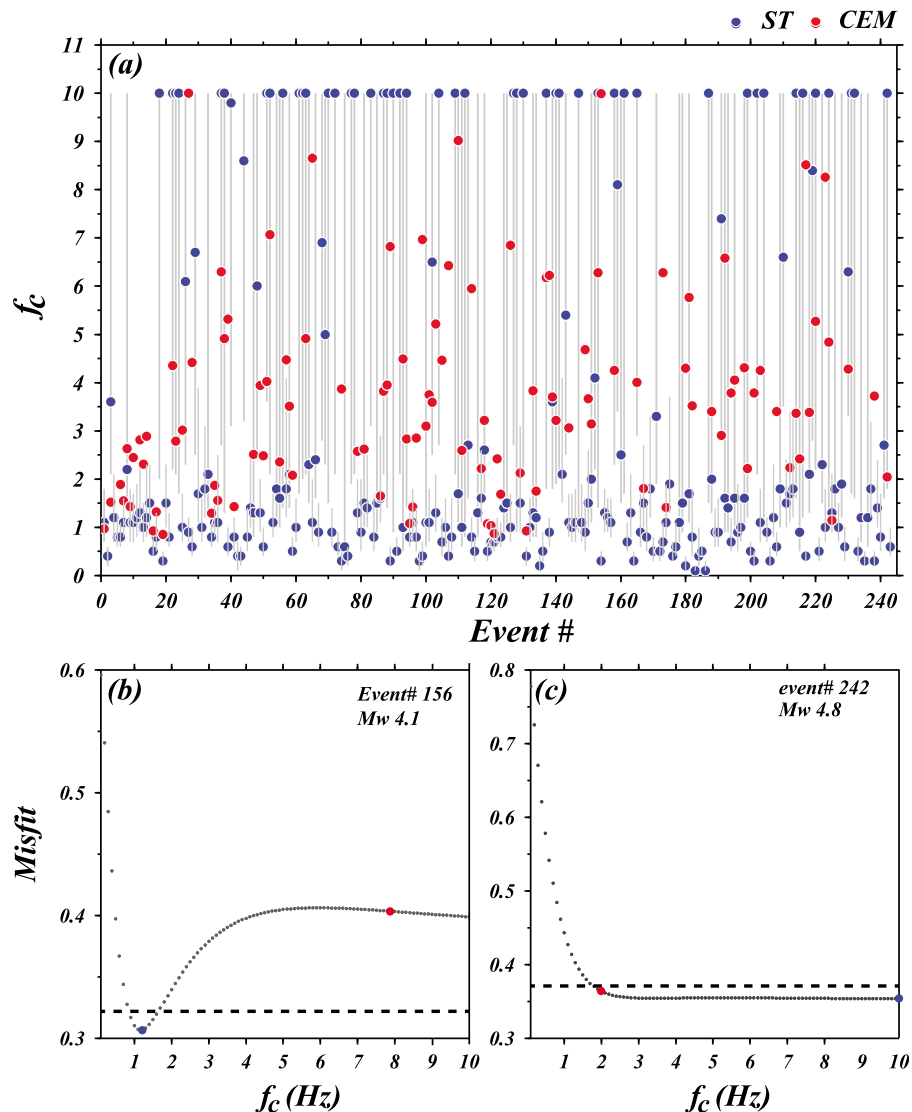 ST CEM
(a)
11
10
9
8
7
6
5
4
3
2
1
0
f_c
0 20 40 60 80 100 120 140 160 180 200 220 240
Event #
(b)
Event# 156
Mw 4.1
0.6
0.5
0.4
0.3
Misfit
1 2 3 4 5 6 7 8 9 10
f_c (Hz)
(c)
event# 242
Mw 4.8
0.8
0.7
0.6
0.5
0.4
0.3
1 2 3 4 5 6 7 8 9 10
f_c (Hz)